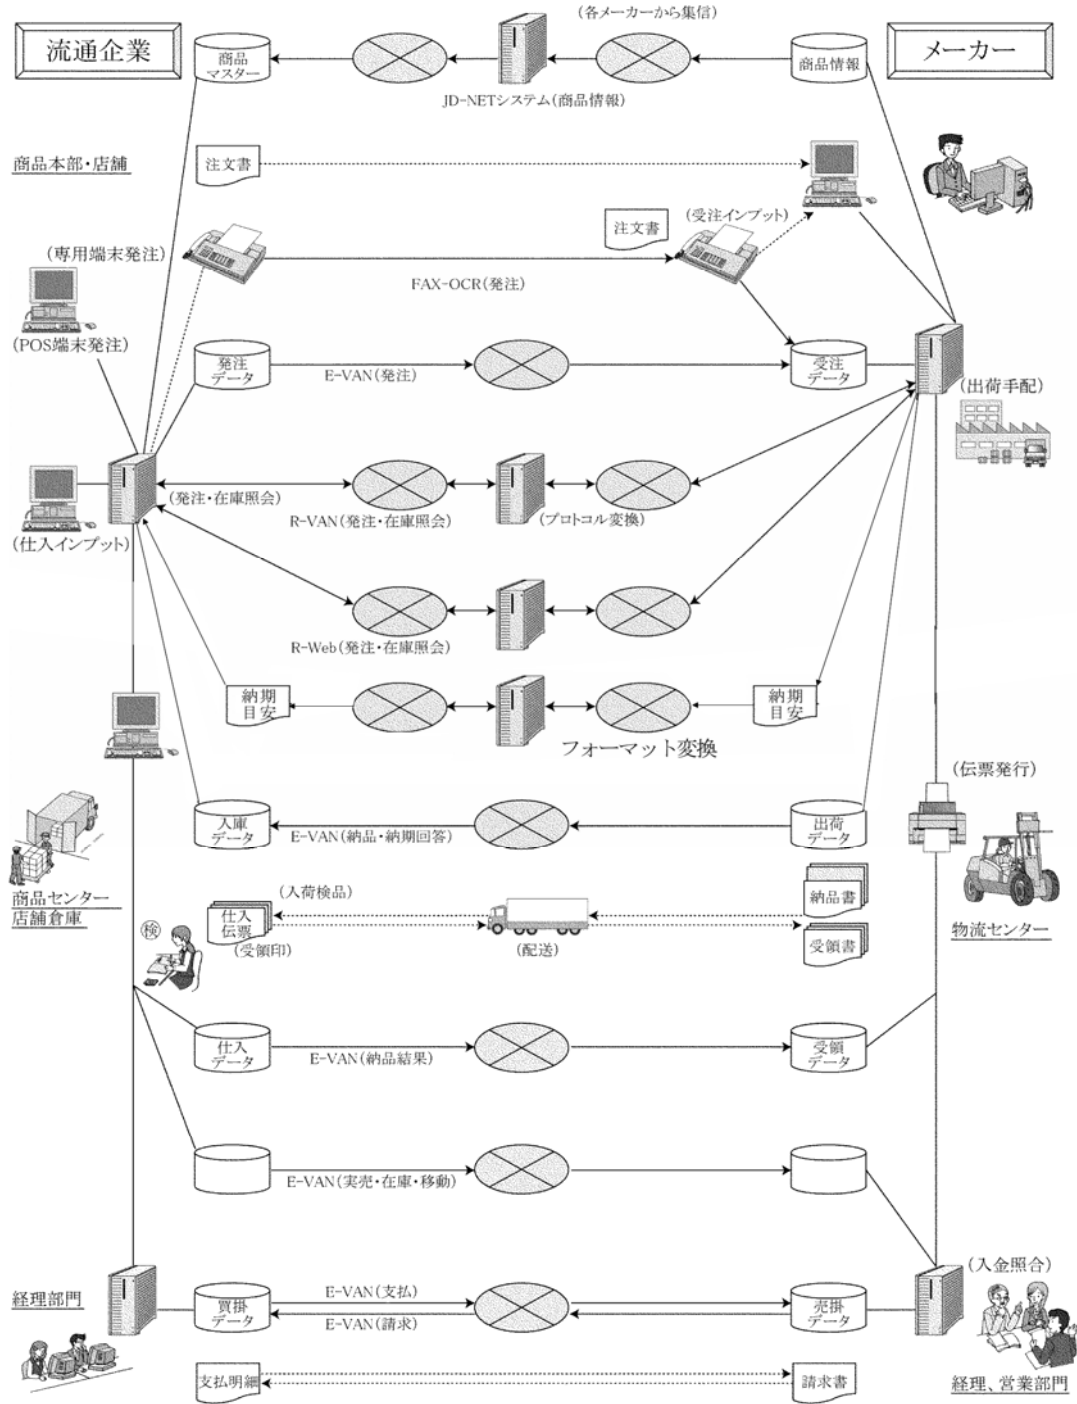 (各メーカーから集信)
流通企業
商品
マスター
商品情報
メーカー
JD-NETシステム(商品情報)
商品本部・店舗
注文書
注文書
(受注インプット)
(専用端末発注)
FAX-OCR(発注)
(POS端末発注)
発注
データ
E-VAN(発注)
受注
データ
(出荷手配)
(発注・在庫照会)
R-VAN(発注・在庫照会)
(プロトコル変換)
(仕入インプット)
R-Web(発注・在庫照会)
納期
目安
納期
目安
フォーマット変換
(伝票発行)
入庫
データ
E-VAN(納品・納期回答)
出荷
データ
商品センター
店舗倉庫
(入荷検品)
納品書
仕入
伝票
(受領印)
(配送)
受領書
物流センター
検
仕入
データ
E-VAN(納品結果)
受領
データ
E-VAN(実売・在庫・移動)
(入金照合)
経理部門
買掛
データ
E-VAN(支払)
E-VAN(請求)
売掛
データ
支払明細
請求書
経理、営業部門